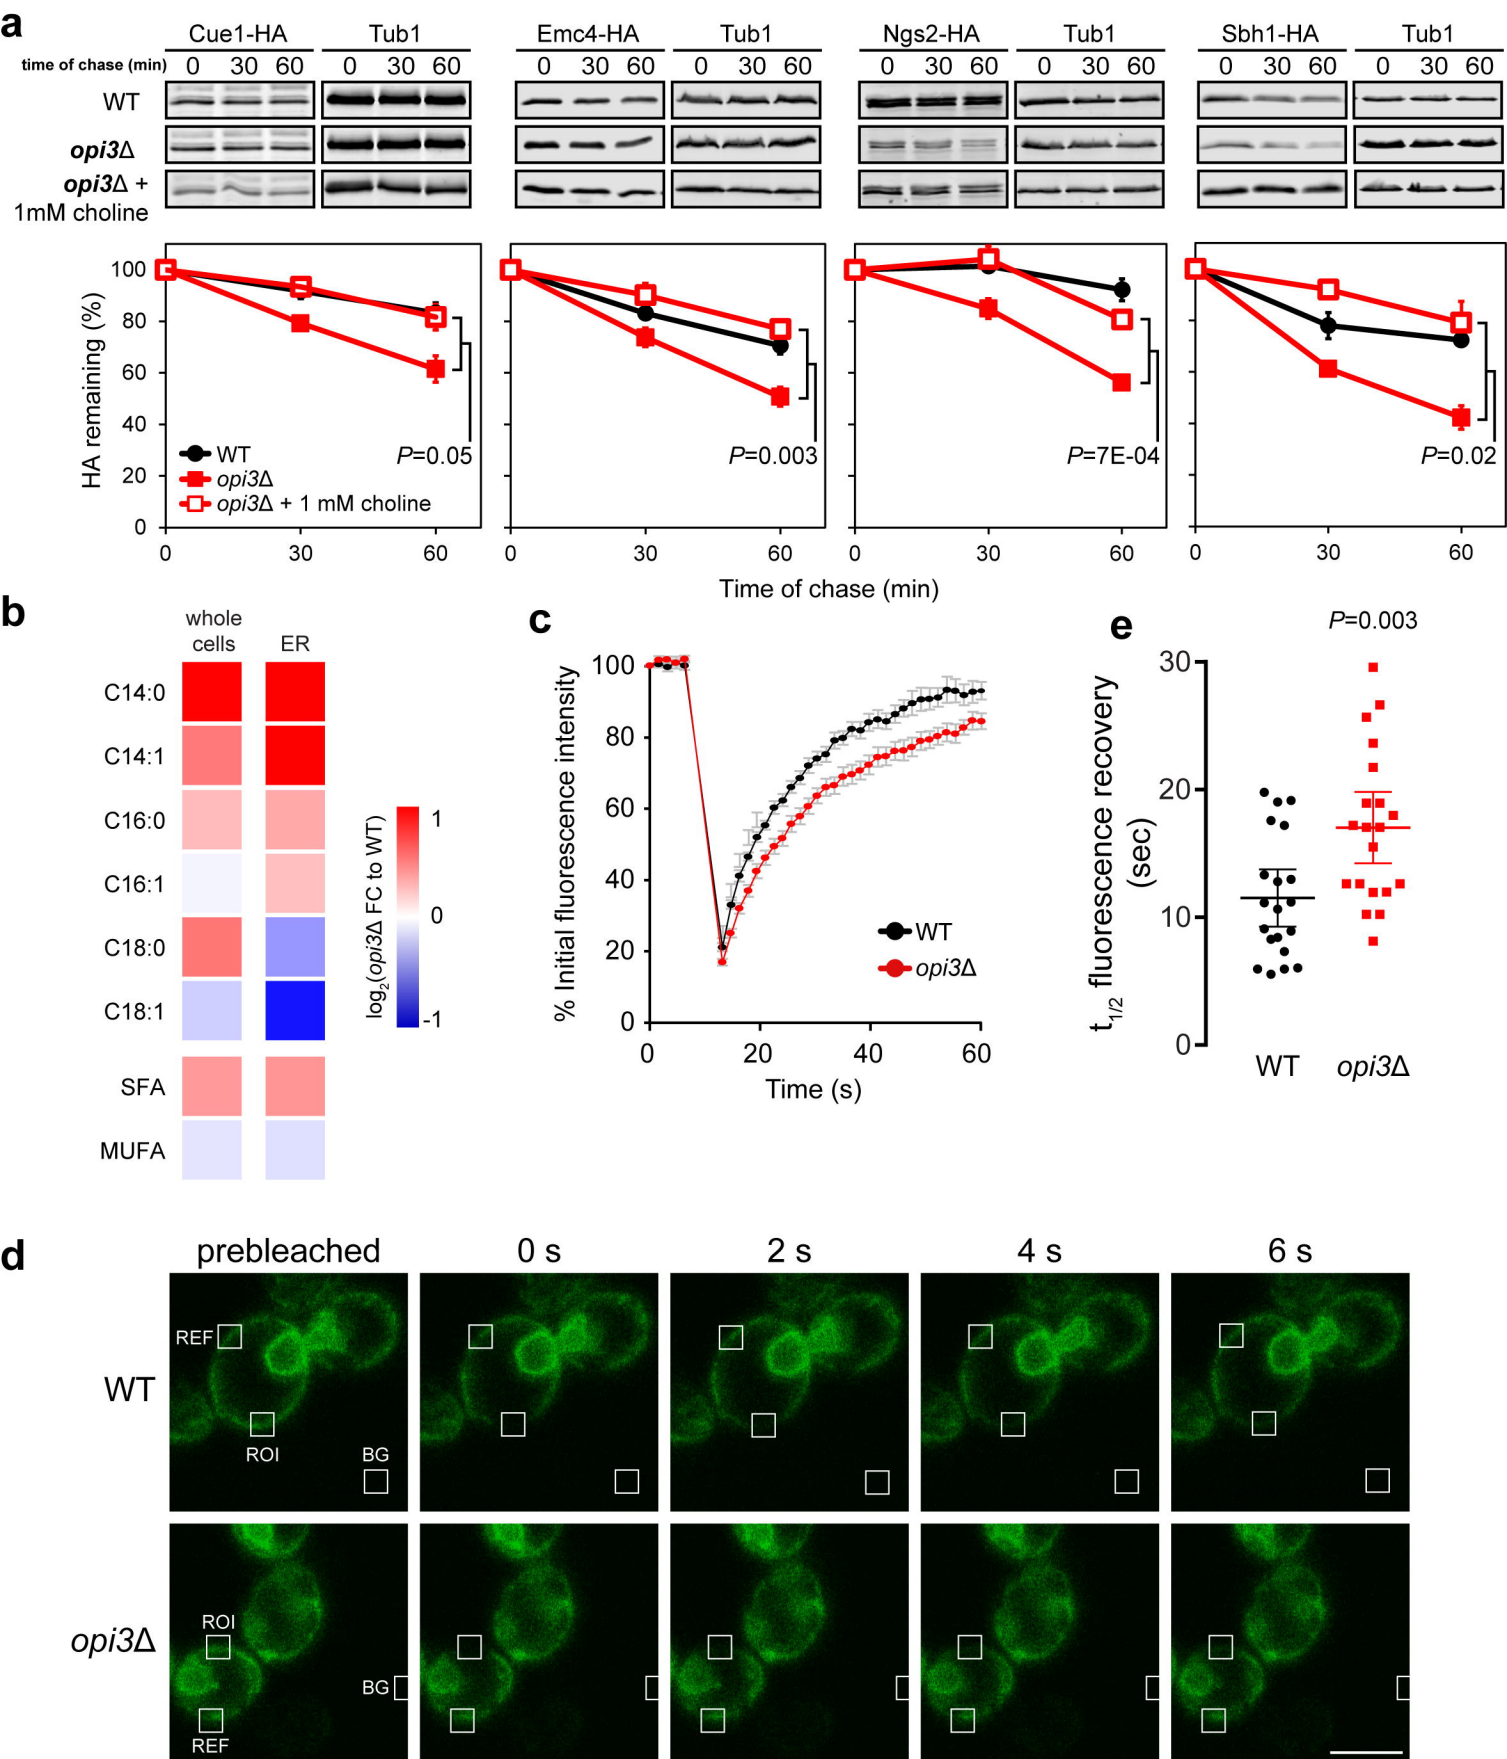 a
Cue1-HA Tub1 Emc4-HA Tub1 Ngs2-HA Tub1 Sbh1-HA Tub1
time of chase (min) 0 30 60 0 30 60 0 30 60 0 30 60 0 30 60 0 30 60 0 30 60 0 30 60
WT
opi3Δ
opi3Δ +
1mM choline
HA remaining (%)
100
80
60
40
20
0
WT
opi3Δ
opi3Δ + 1 mM choline
P=0.05 P=0.003 P=7E-04 P=0.02
0 30 60 0 30 60 0 30 60 0 30 60
Time of chase (min)
b
whole
cells ER
C14:0
C14:1
C16:0
C16:1
C18:0
C18:1
SFA
MUFA
log2(opi3Δ FC to WT)
1
0
-1
c
% Initial fluorescence intensity
100
80
60
40
20
0
WT
opi3Δ
0 20 40 60
Time (s)
e
P=0.003
t1/2 fluorescence recovery
(sec)
30
20
10
0
WT opi3Δ
d
prebleached 0 s 2 s 4 s 6 s
WT
REF
ROI
BG
opi3Δ
ROI
BG
REF